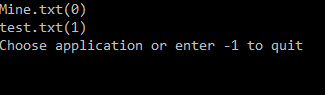 Mine.txt(0)
test.txt(1)
Choose application or enter -1 to quit